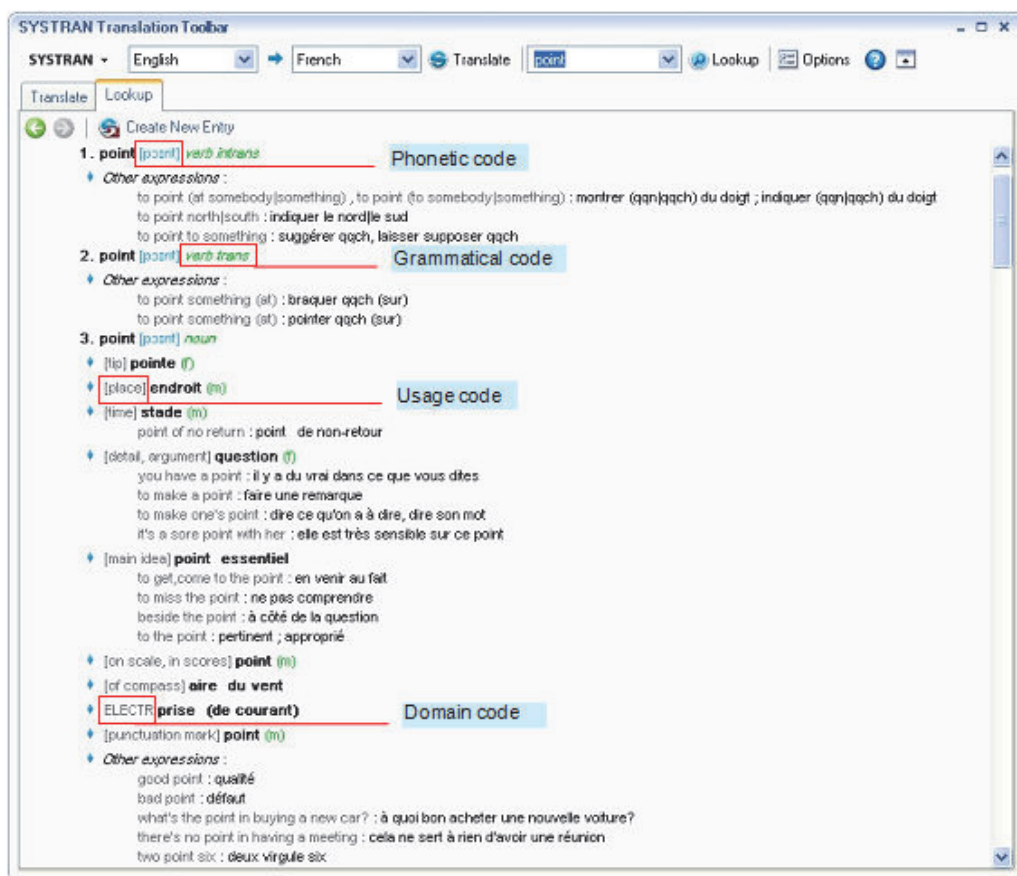 SYSTRAN Translation Toolbar
SYSTRAN English French Translate point Lookup Options
Translate Lookup
Create New Entry
1. point [pɔɪnt] verb intrans Phonetic code
Other expressions :
to point (at somebody|something) , to point (to somebody|something) : montrer (qqn|qqch) du doigt ; indiquer (qqn|qqch) du doigt
to point north|south : indiquer le nord|le sud
to point to something : suggérer qqch, laisser supposer qqch
2. point [pɔɪnt] verb trans Grammatical code
Other expressions :
to point something (at) : braquer qqch (sur)
to point something (at) : pointer qqch (sur)
3. point [pɔɪnt] noun
[tip] pointe (f)
[place] endroit (m) Usage code
[time] stade (m)
point of no return : point de non-retour
[detail, argument] question (f)
you have a point : il y a du vrai dans ce que vous dites
to make a point : faire une remarque
to make one's point : dire ce qu'on a à dire, dire son mot
it's a sore point with her : elle est très sensible sur ce point
[main idea] point essentiel
to get,come to the point : en venir au fait
to miss the point : ne pas comprendre
beside the point : à côté de la question
to the point : pertinent ; approprié
[on scale, in scores] point (m)
[of compass] aire du vent
ELECTR prise (de courant) Domain code
[punctuation mark] point (m)
Other expressions :
good point : qualité
bad point : défaut
what's the point in buying a new car? : à quoi bon acheter une nouvelle voiture?
there's no point in having a meeting : cela ne sert à rien d'avoir une réunion
two point six : deux virgule six